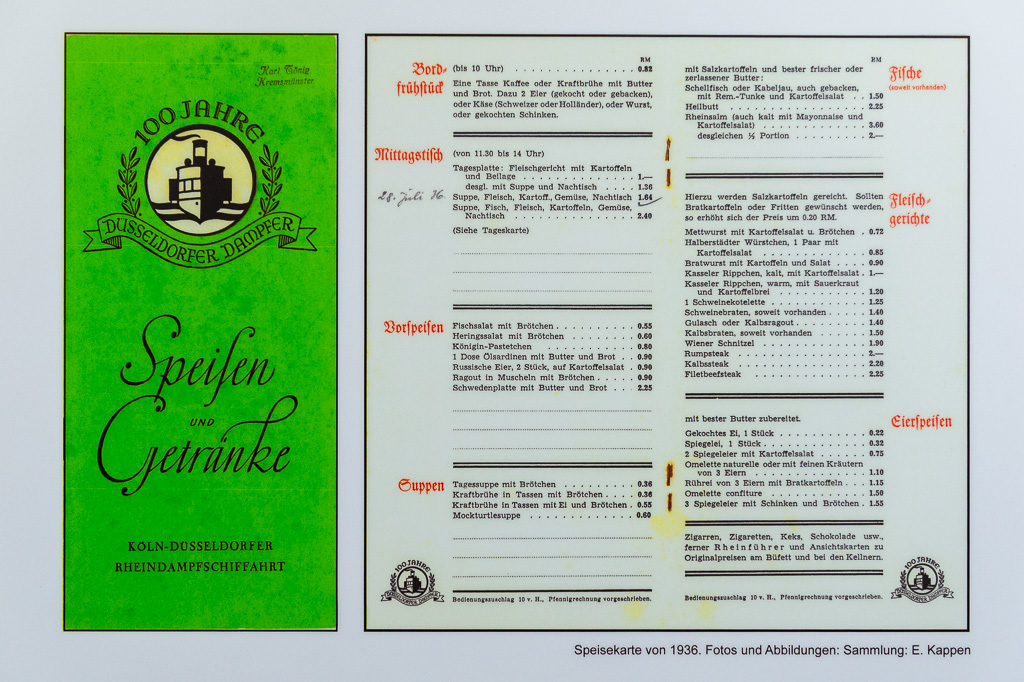 Karl König
Kremsmünster
100 JAHRE
DÜSSELDORFER DAMPFER
Speisen
UND
Getränke
KÖLN-DÜSSELDORFER
RHEINDAMPFSCHIFFAHRT
RM
Bord- (bis 10 Uhr) . . . . . . . . . . . . . . 0.82
frühstück
Eine Tasse Kaffee oder Kraftbrühe mit Butter
und Brot. Dazu 2 Eier (gekocht oder gebacken),
oder Käse (Schweizer oder Holländer), oder Wurst,
oder gekochten Schinken.
Mittagstisch (von 11.30 bis 14 Uhr)
Tagesplatte: Fleischgericht mit Kartoffeln
und Beilage . . . . . . . . . . . . . . 1.—
desgl. mit Suppe und Nachtisch . . . . 1.36
28. Juli 36 Suppe, Fleisch, Kartoff., Gemüse, Nachtisch 1.64
Suppe, Fisch, Fleisch, Kartoffeln, Gemüse,
Nachtisch . . . . . . . . . . . . . . . 2.40
(Siehe Tageskarte)
Vorspeisen Fischsalat mit Brötchen . . . . . . . . . . 0.55
Heringssalat mit Brötchen . . . . . . . . 0.60
Königin-Pastetchen . . . . . . . . . . . 0.80
1 Dose Ölsardinen mit Butter und Brot . . 0.90
Russische Eier, 2 Stück, auf Kartoffelsalat . 0.90
Ragout in Muscheln mit Brötchen . . . . . 0.90
Schwedenplatte mit Butter und Brot . . . 2.25
Suppen Tagessuppe mit Brötchen . . . . . . . . . . 0.36
Kraftbrühe in Tassen mit Brötchen . . . . 0.36
Kraftbrühe in Tassen mit Ei und Brötchen . 0.55
Mockturtlesuppe . . . . . . . . . . . . . 0.60
100 JAHRE
DÜSSELDORFER DAMPFER
Bedienungszuschlag 10 v. H., Pfennigrechnung vorgeschrieben.
RM
mit Salzkartoffeln und bester frischer oder Fische
zerlassener Butter: (soweit vorhanden)
Schellfisch oder Kabeljau, auch gebacken,
mit Rem.-Tunke und Kartoffelsalat . . 1.50
Heilbutt . . . . . . . . . . . . . . . . . 2.25
Rheinsalm (auch kalt mit Mayonnaise und
Kartoffelsalat) . . . . . . . . . . . . . 3.60
desgleichen ½ Portion . . . . . . . . . 2.—
Hierzu werden Salzkartoffeln gereicht. Sollten Fleisch-
Bratkartoffeln oder Fritten gewünscht werden, gerichte
so erhöht sich der Preis um 0.20 RM.
Mettwurst mit Kartoffelsalat u. Brötchen . 0.72
Halberstädter Würstchen, 1 Paar mit
Kartoffelsalat . . . . . . . . . . . . . 0.85
Bratwurst mit Kartoffeln und Salat . . . . 0.90
Kasseler Rippchen, kalt, mit Kartoffelsalat . 1.—
Kasseler Rippchen, warm, mit Sauerkraut
und Kartoffelbrei . . . . . . . . . . . . 1.20
1 Schweinekotelette . . . . . . . . . . . . 1.25
Schweinebraten, soweit vorhanden . . . . . 1.40
Gulasch oder Kalbsragout . . . . . . . . . . 1.40
Kalbsbraten, soweit vorhanden . . . . . . 1.50
Wiener Schnitzel . . . . . . . . . . . . . 1.90
Rumpsteak . . . . . . . . . . . . . . . . 2.—
Kalbssteak . . . . . . . . . . . . . . . . 2.20
Filetbeefsteak . . . . . . . . . . . . . . 2.25
mit bester Butter zubereitet. Eierspeisen
Gekochtes Ei, 1 Stück . . . . . . . . . . . 0.22
Spiegelei, 1 Stück . . . . . . . . . . . . . 0.32
2 Spiegeleier mit Kartoffelsalat . . . . . 0.75
Omelette naturelle oder mit feinen Kräutern
von 3 Eiern . . . . . . . . . . . . . . 1.10
Rührei von 3 Eiern mit Bratkartoffeln . . . 1.15
Omelette confiture . . . . . . . . . . . . 1.50
3 Spiegeleier mit Schinken und Brötchen . 1.55
Zigarren, Zigaretten, Keks, Schokolade usw.,
ferner Rheinführer und Ansichtskarten zu
Originalpreisen am Büfett und bei den Kellnern.
100 JAHRE
DÜSSELDORFER DAMPFER
Bedienungszuschlag 10 v. H., Pfennigrechnung vorgeschrieben.
Speisekarte von 1936. Fotos und Abbildungen: Sammlung: E. Kappen